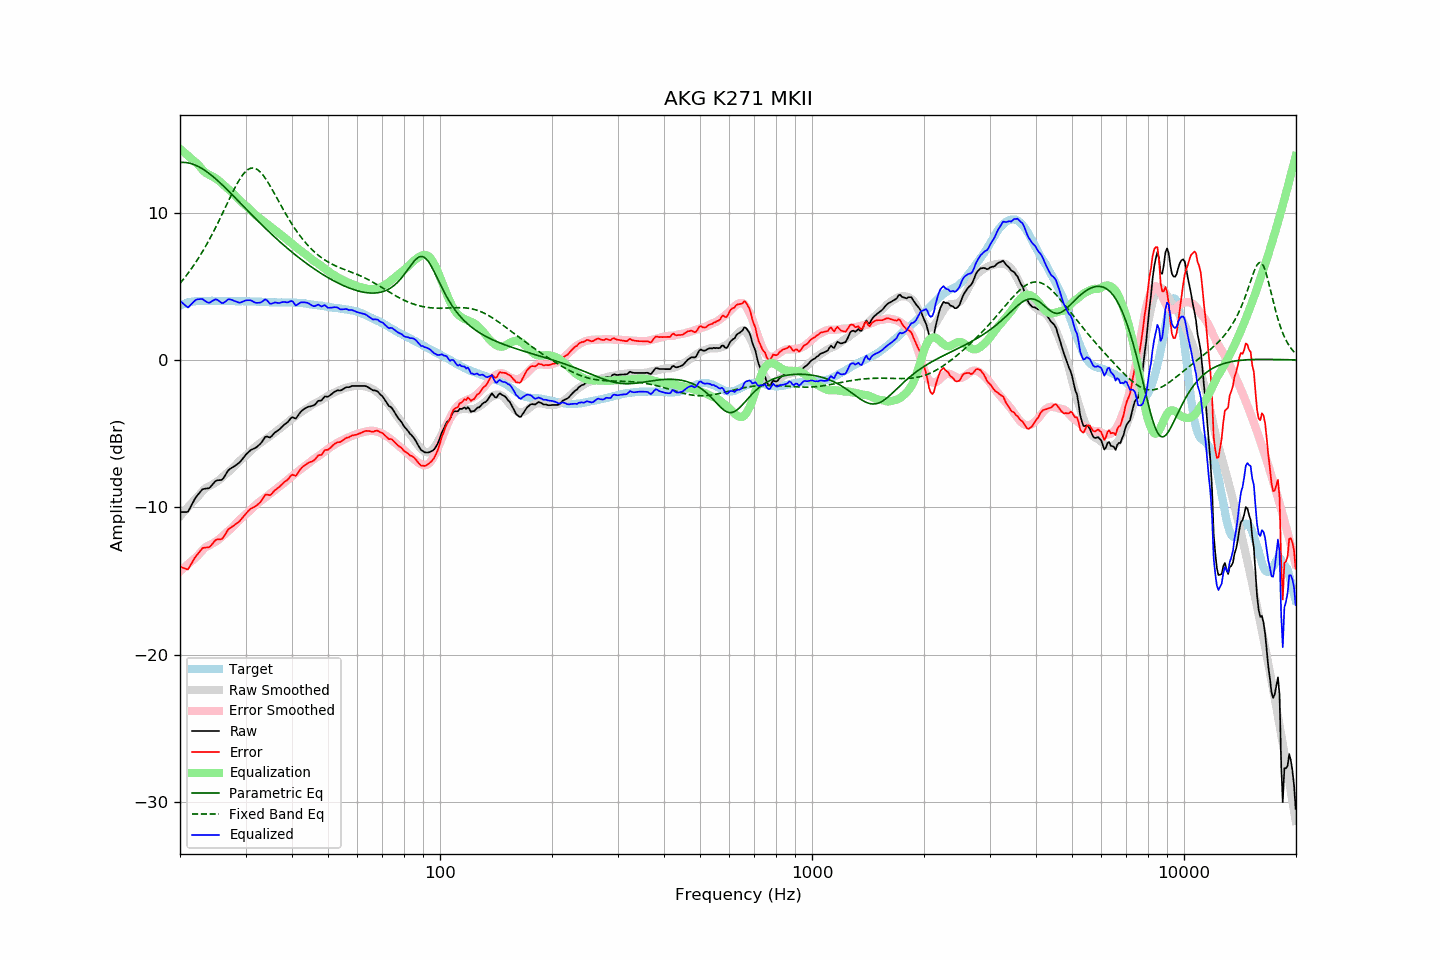 AKG K271 MKII
Amplitude (dBr)
10
0
−10
−20
−30
Target
Raw Smoothed
Error Smoothed
Raw
Error
Equalization
Parametric Eq
Fixed Band Eq
Equalized
100
1000
10000
Frequency (Hz)